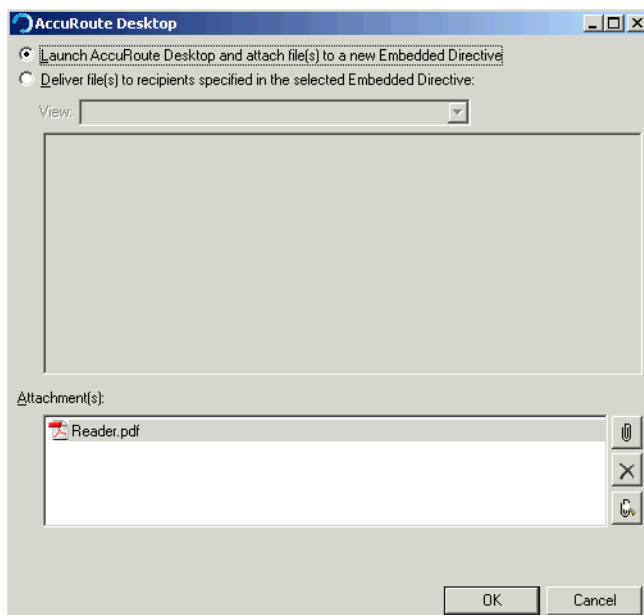 AccuRoute Desktop
Launch AccuRoute Desktop and attach file(s) to a new Embedded Directive
Deliver file(s) to recipients specified in the selected Embedded Directive:
View:
Attachment(s):
Reader.pdf
OK Cancel